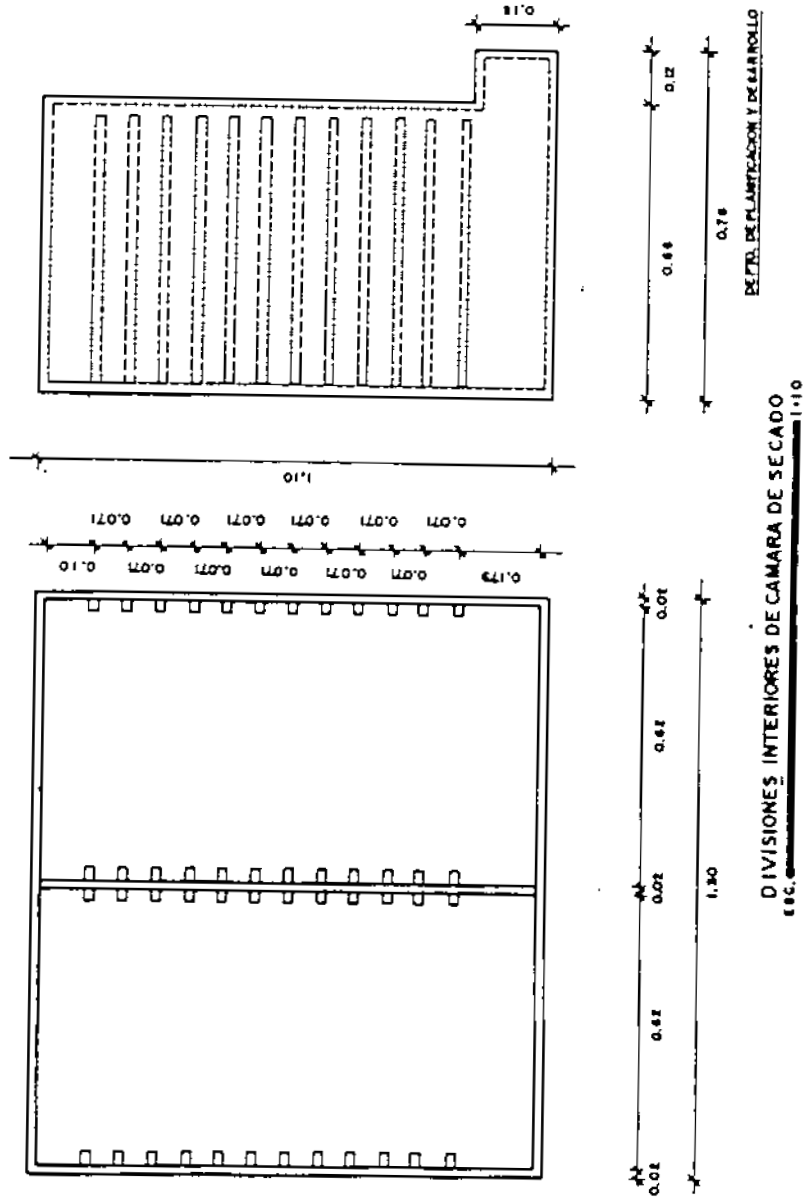 0.18
0.12
0.66
0.78
DEPTO. DE PLANIFICACION Y DESARROLLO
1.10
0.071 0.071 0.071 0.071 0.071 0.071
0.10 0.071 0.071 0.071 0.071 0.071 0.179
0.02 0.62 0.02 0.62 0.02
1.30
DIVISIONES INTERIORES DE CAMARA DE SECADO
ESC. 1:10